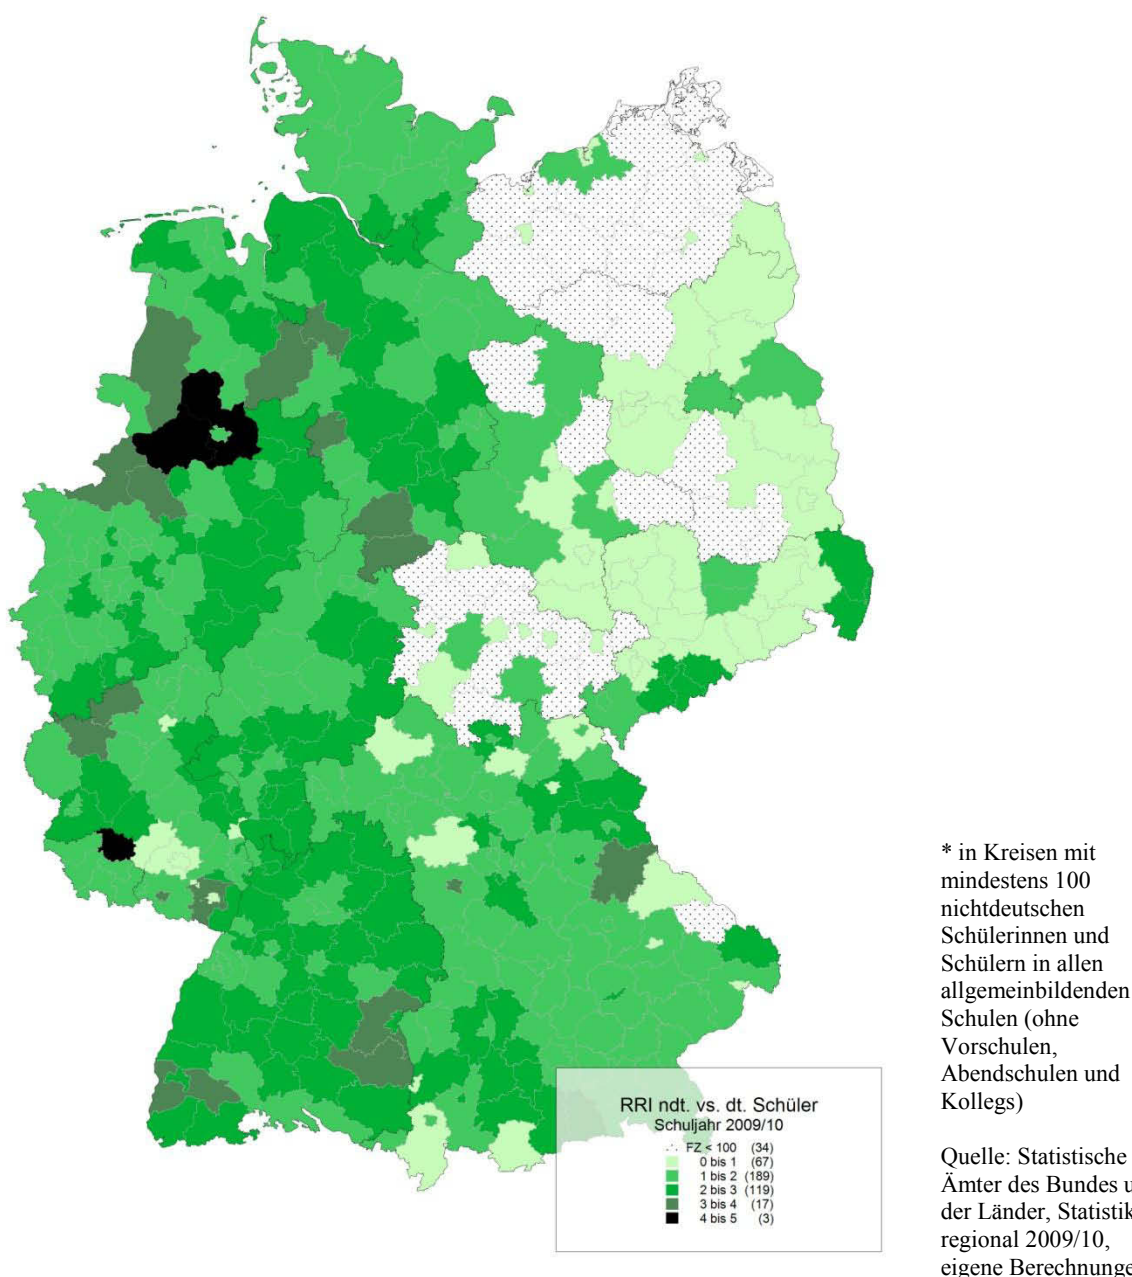 * in Kreisen mit
mindestens 100
nichtdeutschen
Schülerinnen und
Schülern in allen
allgemeinbildenden
Schulen (ohne
Vorschulen,
Abendschulen und
Kollegs)
RRI ndt. vs. dt. Schüler
Schuljahr 2009/10
FZ < 100 (34)
0 bis 1 (67)
1 bis 2 (189)
2 bis 3 (119)
3 bis 4 (17)
4 bis 5 (3)
Quelle: Statistische
Ämter des Bundes u
der Länder, Statistik
regional 2009/10,
eigene Berechnunge